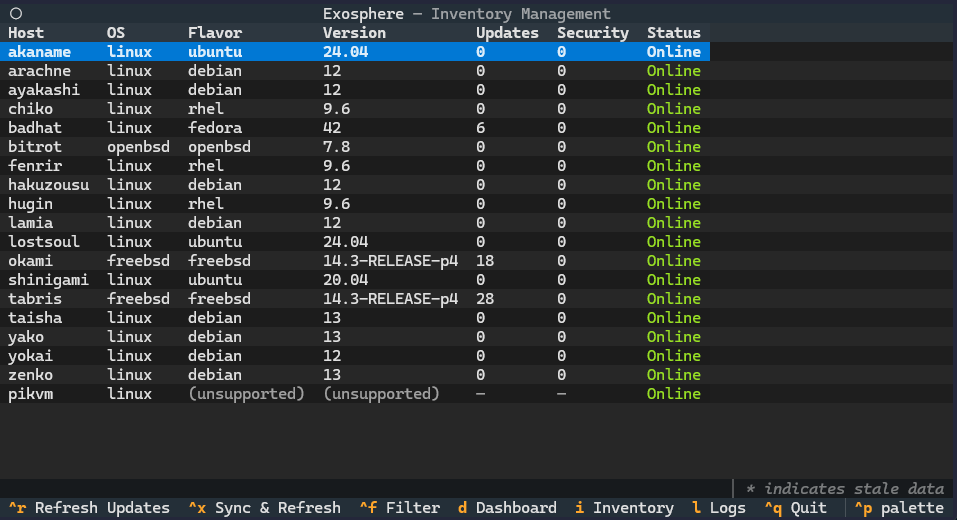 Exosphere — Inventory Management
Host OS Flavor Version Updates Security Status
akaname linux ubuntu 24.04 0 0 Online
arachne linux debian 12 0 0 Online
ayakashi linux debian 12 0 0 Online
chiko linux rhel 9.6 0 0 Online
badhat linux fedora 42 6 0 Online
bitrot openbsd openbsd 7.8 0 0 Online
fenrir linux rhel 9.6 0 0 Online
hakuzousu linux debian 12 0 0 Online
hugin linux rhel 9.6 0 0 Online
lamia linux debian 12 0 0 Online
lostsoul linux ubuntu 24.04 0 0 Online
okami freebsd freebsd 14.3-RELEASE-p4 18 0 Online
shinigami linux ubuntu 20.04 0 0 Online
tabris freebsd freebsd 14.3-RELEASE-p4 28 0 Online
taisha linux debian 13 0 0 Online
yako linux debian 13 0 0 Online
yokai linux debian 12 0 0 Online
zenko linux debian 13 0 0 Online
pikvm linux (unsupported) (unsupported) — — Online
* indicates stale data
^r Refresh Updates ^x Sync & Refresh ^f Filter d Dashboard i Inventory l Logs ^q Quit ^p palette